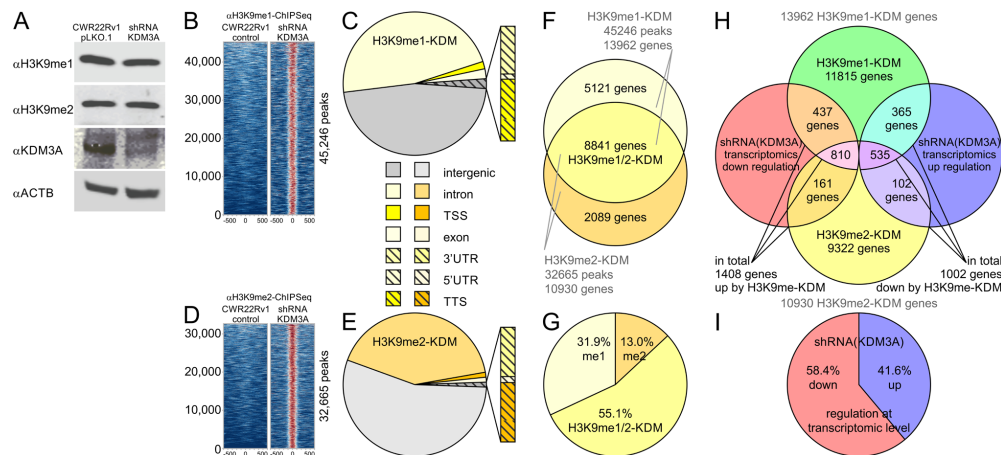 A
CWR22Rv1 shRNA
pLKO.1 KDM3A
αH3K9me1
αH3K9me2
αKDM3A
αACTB
B
αH3K9me1-ChIPSeq
CWR22Rv1 shRNA
control KDM3A
40,000
30,000
20,000
10,000
0
45,246 peaks
-500 0 500 -500 0 500
C
H3K9me1-KDM
intergenic
intron
TSS
exon
3'UTR
5'UTR
TTS
D
αH3K9me2-ChIPSeq
CWR22Rv1 shRNA
control KDM3A
30,000
20,000
10,000
0
32,665 peaks
-500 0 500 -500 0 500
E
H3K9me2-KDM
F
H3K9me1-KDM
45246 peaks
13962 genes
5121 genes
8841 genes
H3K9me1/2-KDM
2089 genes
H3K9me2-KDM
32665 peaks
10930 genes
G
31.9% me1
13.0% me2
55.1%
H3K9me1/2-KDM
H
13962 H3K9me1-KDM genes
H3K9me1-KDM
11815 genes
437 genes
365 genes
shRNA(KDM3A)
transcriptomics
down regulation
810
535
shRNA(KDM3A)
transcriptomics
up regulation
161 genes
102 genes
H3K9me2-KDM
9322 genes
in total
1408 genes
up by H3K9me-KDM
in total
1002 genes
down by H3K9me-KDM
10930 H3K9me2-KDM genes
I
shRNA(KDM3A)
58.4% down
41.6% up
regulation at
transcriptomic level